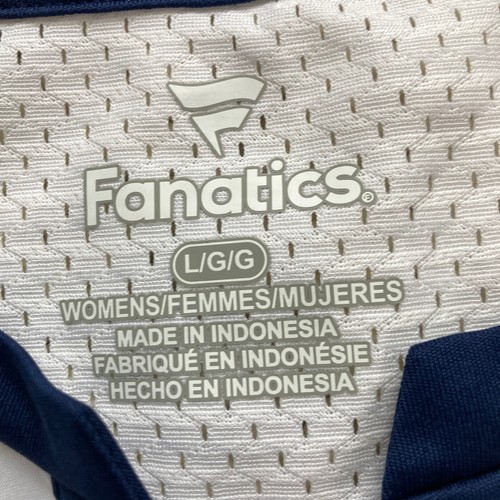 Fanatics.
L/G/G
WOMENS/FEMMES/MUJERES
MADE IN INDONESIA
FABRIQUÉ EN INDONÉSIE
HECHO EN INDONESIA